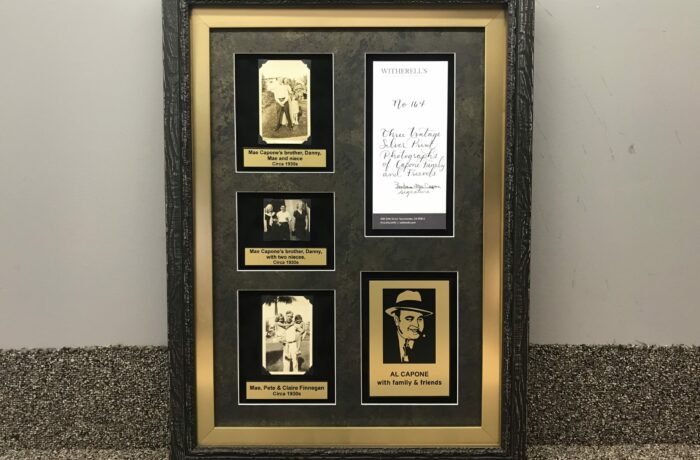 Mae Capone's brother, Danny,
Mae and niece
Circa 1930s
Mae Capone's brother, Danny,
with two nieces,
Circa 1930s
Mae, Pete & Claire Finnegan
Circa 1930s
WITHERELL'S
No 164
Three Vintage
Silver Print
Photographs
of Capone Family
and Friends
signature
AL CAPONE
with family & friends